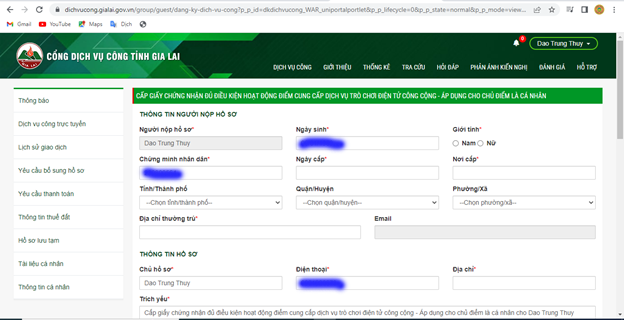 dichvucong.gialai.gov.vn/group/guest/dang-ky-dich-vu-cong?p_p_id=dkdichvucong_WAR_uniportalportlet&p_p_lifecycle=0&p_p_state=normal&p_p_mode=view...
Gmail YouTube Maps Dịch
CỔNG DỊCH VỤ CÔNG TỈNH GIA LAI
8
Dao Trung Thuy
DỊCH VỤ CÔNG GIỚI THIỆU THỐNG KÊ TRA CỨU HỎI ĐÁP PHẢN ÁNH KIẾN NGHỊ ĐÁNH GIÁ HỖ TRỢ
Thông báo
Dịch vụ công trực tuyến
Lịch sử giao dịch
Yêu cầu bổ sung hồ sơ
Yêu cầu thanh toán
Thông tin thuế đất
Hồ sơ lưu tạm
Tài liệu cá nhân
Thông tin cá nhân
CẤP GIẤY CHỨNG NHẬN ĐỦ ĐIỀU KIỆN HOẠT ĐỘNG ĐIỂM CUNG CẤP DỊCH VỤ TRÒ CHƠI ĐIỆN TỬ CÔNG CỘNG - ÁP DỤNG CHO CHỦ ĐIỂM LÀ CÁ NHÂN
THÔNG TIN NGƯỜI NỘP HỒ SƠ
Người nộp hồ sơ* Ngày sinh* Giới tính*
Dao Trung Thuy Nam Nữ
Chứng minh nhân dân* Ngày cấp* Nơi cấp*
Tỉnh/Thành phố Quận/Huyện Phường/Xã
--Chọn tỉnh/thành phố-- --Chọn quận/huyện-- --Chọn phường/xã--
Địa chỉ thường trú* Email
THÔNG TIN HỒ SƠ
Chủ hồ sơ* Điện thoại* Địa chỉ*
Dao Trung Thuy
Trích yếu*
Cấp giấy chứng nhận đủ điều kiện hoạt động điểm cung cấp dịch vụ trò chơi điện tử công cộng - Áp dụng cho chủ điểm là cá nhân cho Dao Trung Thuy